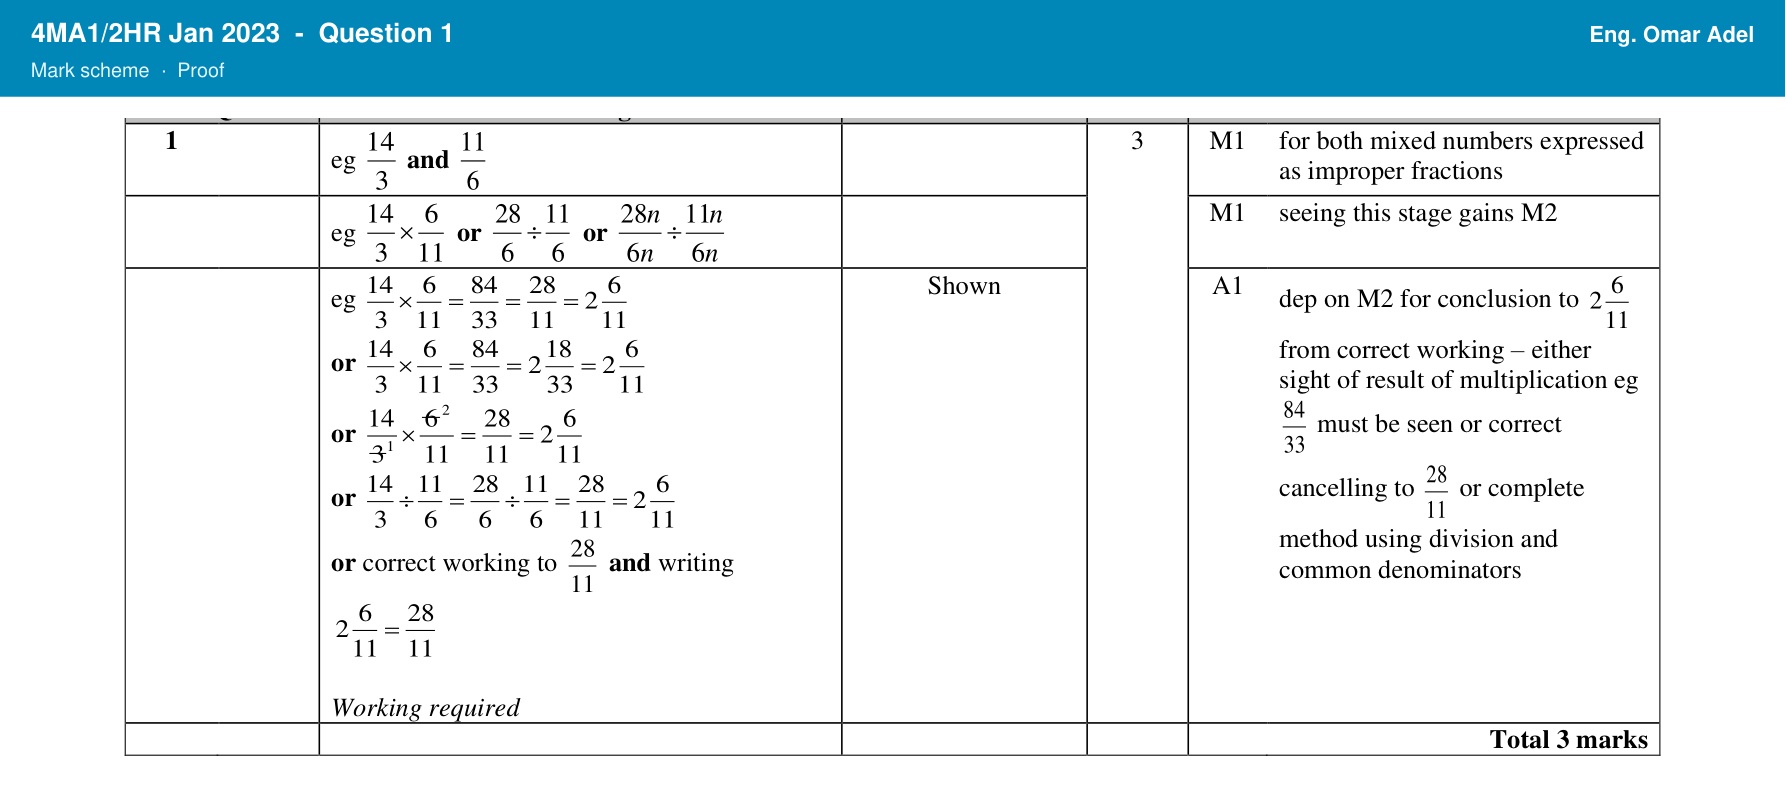 4MA1/2HR Jan 2023 - Question 1
Eng. Omar Adel
Mark scheme · Proof
1
eg 14/3 and 11/6
3
M1
for both mixed numbers expressed
as improper fractions
eg 14/3 × 6/11 or 28/6 ÷ 11/6 or 28n/6n ÷ 11n/6n
M1
seeing this stage gains M2
eg 14/3 × 6/11 = 84/33 = 28/11 = 2 6/11
or 14/3 × 6/11 = 84/33 = 2 18/33 = 2 6/11
or 14/3¹ × 6²/11 = 28/11 = 2 6/11
or 14/3 ÷ 11/6 = 28/6 ÷ 11/6 = 28/11 = 2 6/11
or correct working to 28/11 and writing
2 6/11 = 28/11
Working required
Shown
A1
dep on M2 for conclusion to 2 6/11
from correct working – either
sight of result of multiplication eg
84/33 must be seen or correct
cancelling to 28/11 or complete
method using division and
common denominators
Total 3 marks